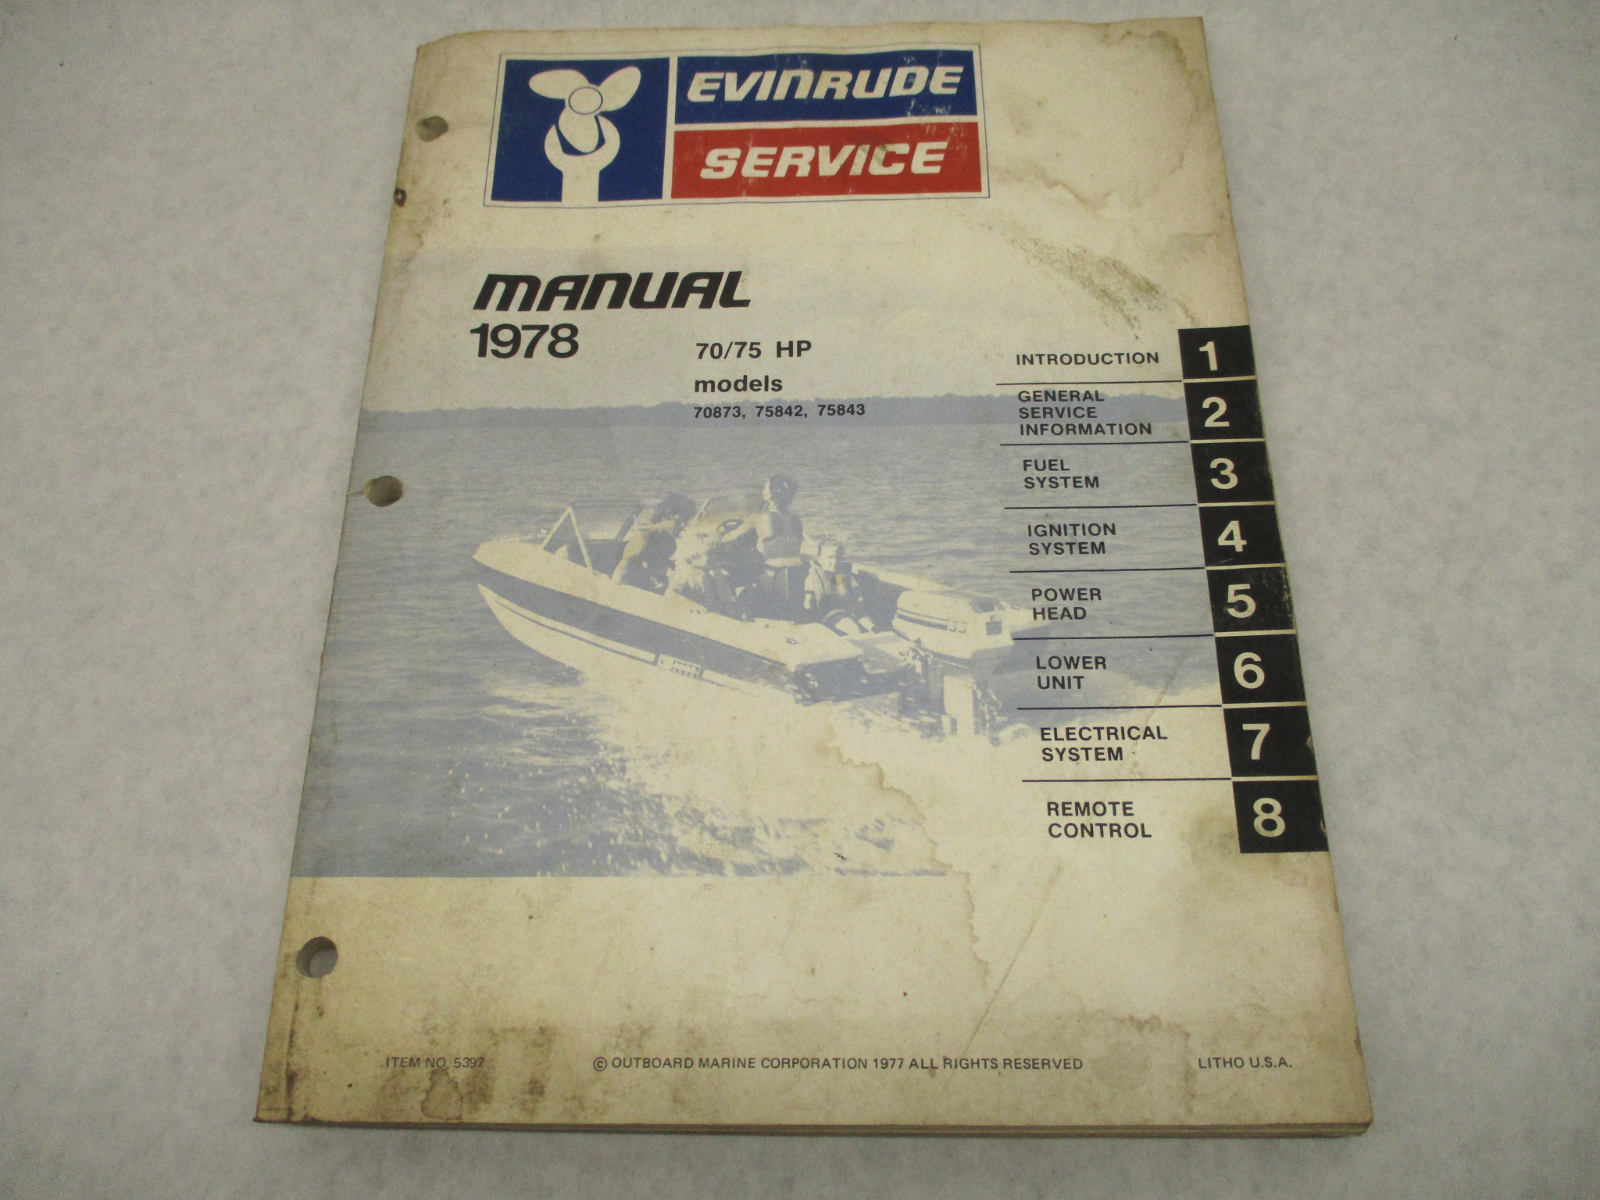 EVINRUDE
SERVICE
MANUAL
1978
70/75 HP
models
70873, 75842, 75843
INTRODUCTION 1
GENERAL
SERVICE
INFORMATION 2
FUEL
SYSTEM 3
IGNITION
SYSTEM 4
POWER
HEAD 5
LOWER
UNIT 6
ELECTRICAL
SYSTEM 7
REMOTE
CONTROL 8
ITEM NO. 5397
© OUTBOARD MARINE CORPORATION 1977 ALL RIGHTS RESERVED
LITHO U.S.A.